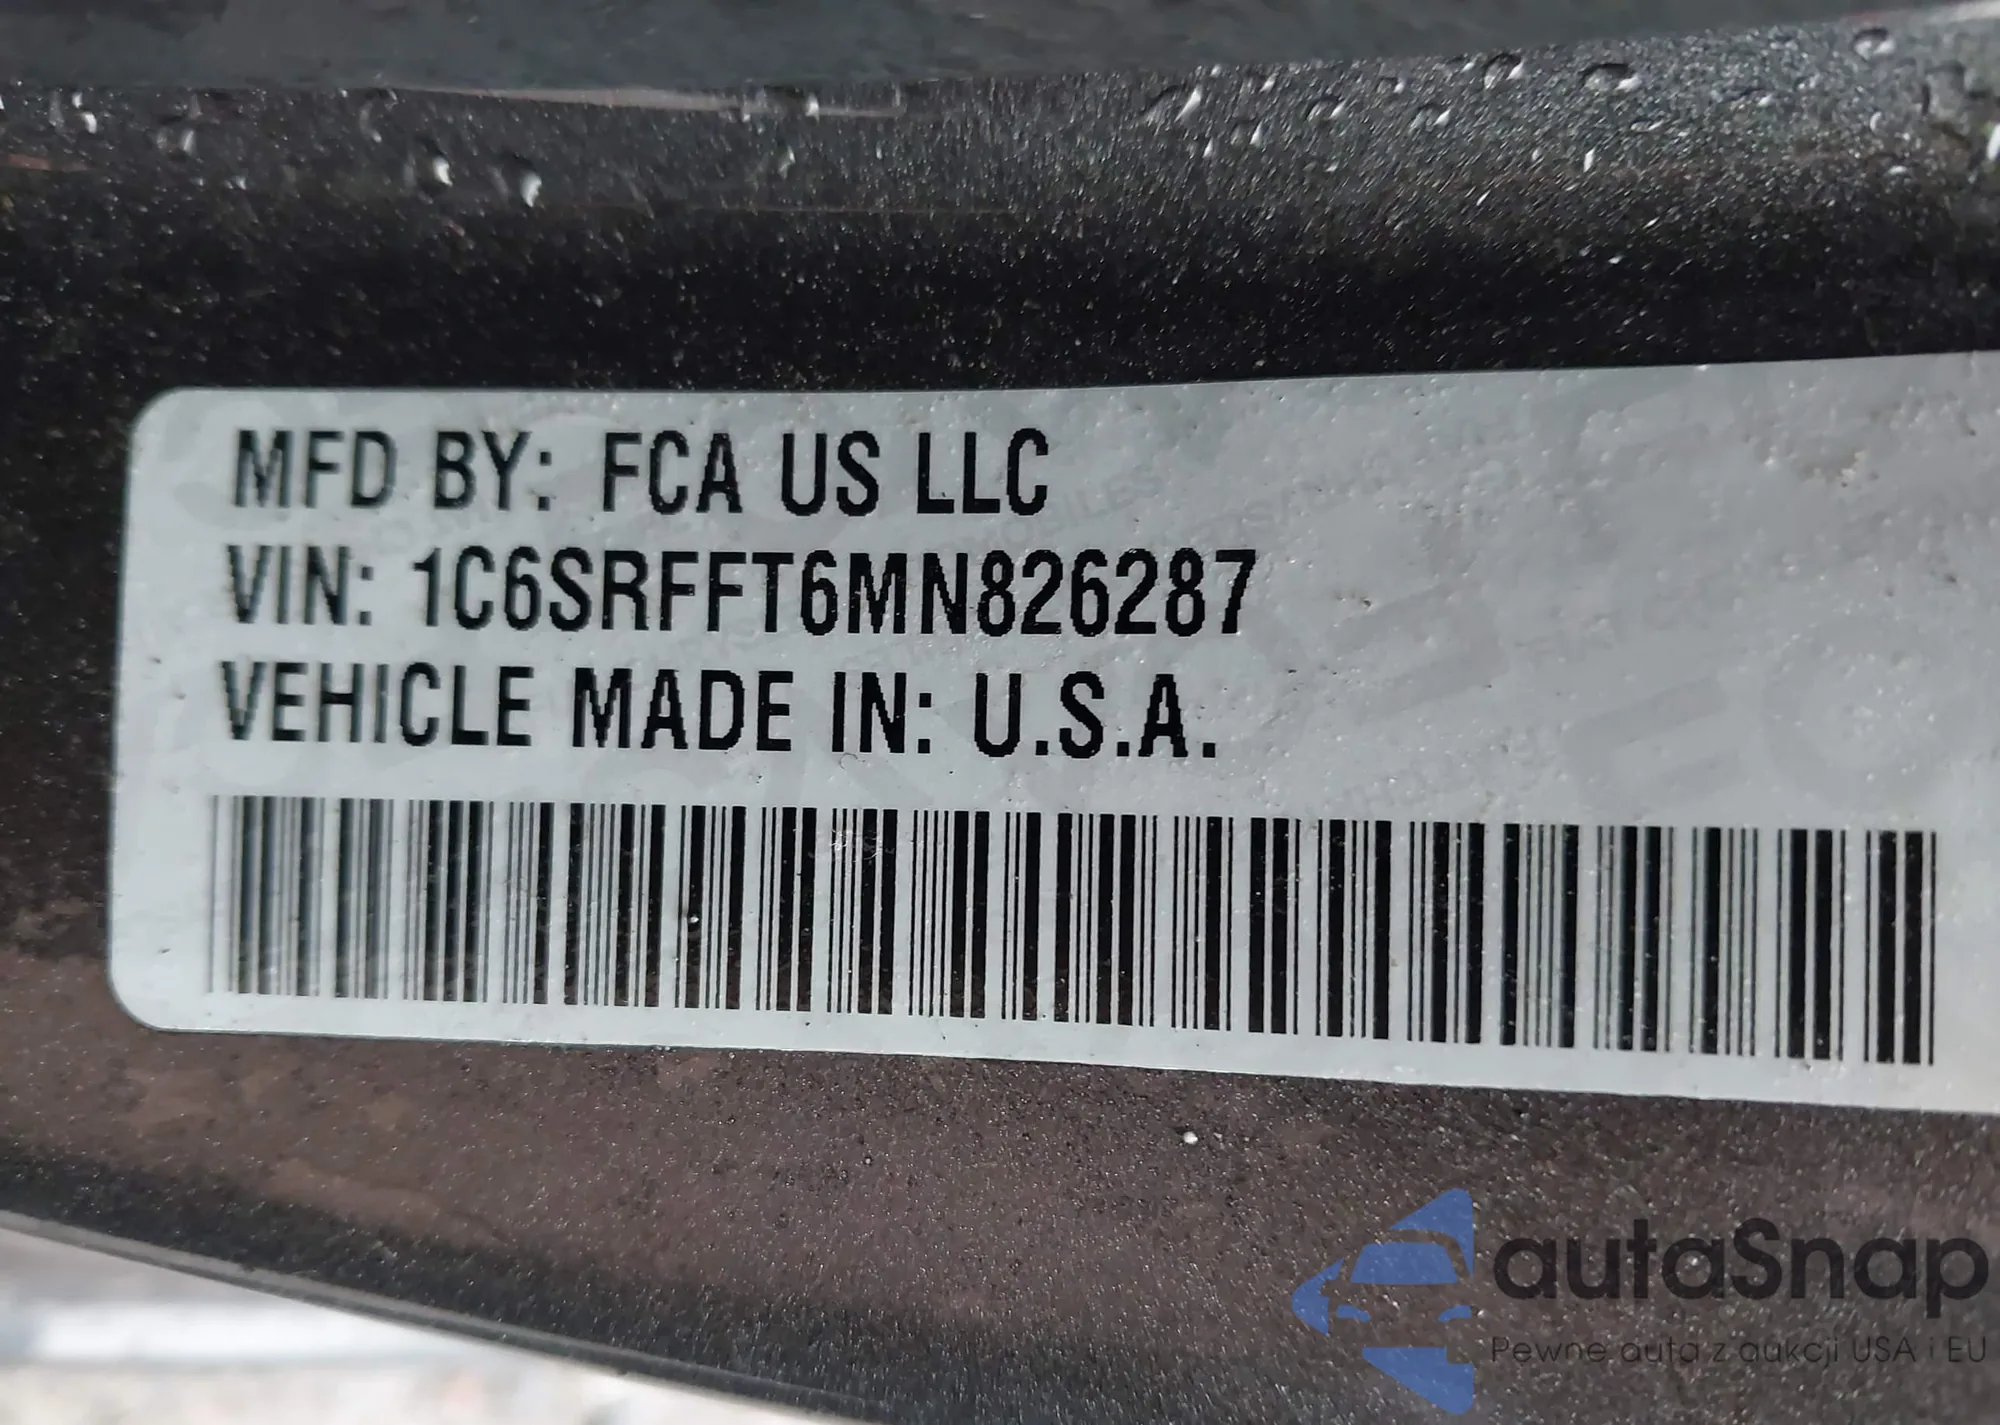 MFD BY: FCA US LLC
VIN: 1C6SRFFT6MN826287
VEHICLE MADE IN: U.S.A.
autaSnap
Pewne auta z aukcji USA i EU